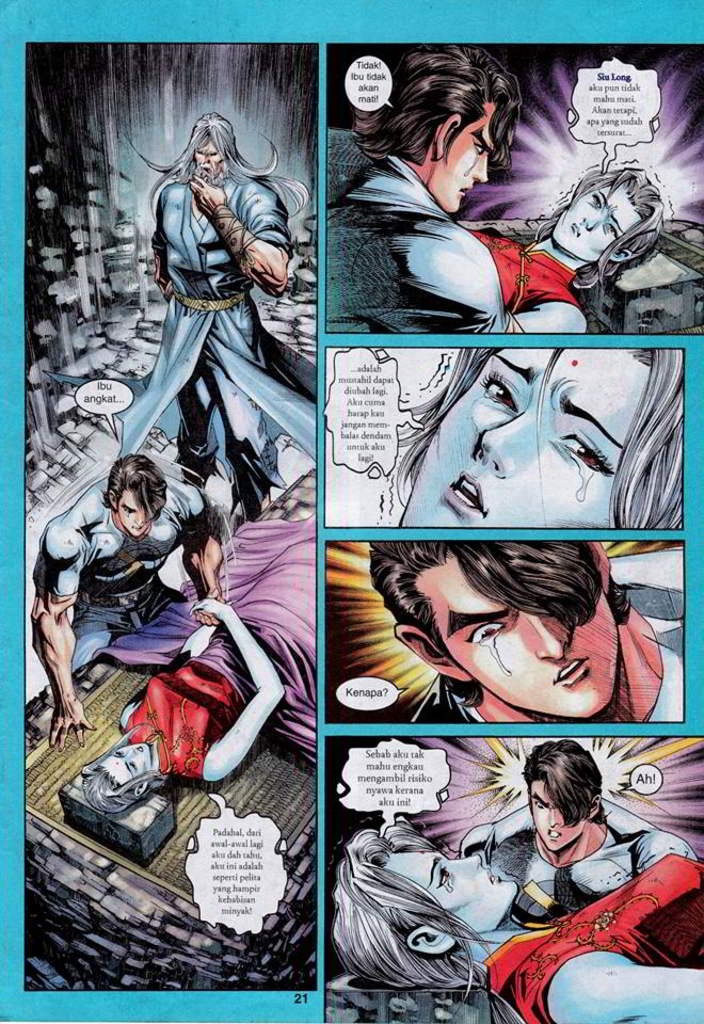 Ibu
angkat...
Padahal, dari
awal-awal lagi
aku dah tahu,
aku ini adalah
seperti pelita
yang hampir
kehabisan
minyak!
Tidak!
Ibu tidak
akan
mati!
Siu Long,
aku pun tidak
mahu mati.
Akan tetapi,
apa yang sudah
tersurat...
...adalah
mustahil dapat
diubah lagi.
Aku cuma
harap kau
jangan mem-
balas dendam
untuk aku
lagi!
Kenapa?
Sebab aku tak
mahu engkau
mengambil risiko
kerana
aku ini!
Ah!
21